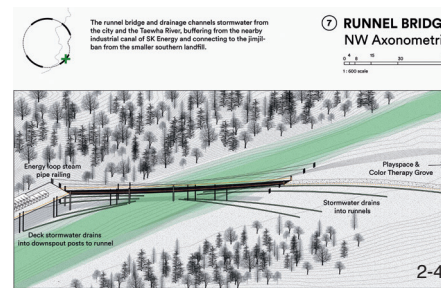 The runnel bridge and drainage channels stormwater from
the city and the Taewha River, buffering from the nearby
industrial canal of SK Energy and connecting to the jimjil-
ban from the smaller southern landfill.
7 RUNNEL BRIDG
NW Axonometri
0 4 8 15 30
1: 600 scale
Energy loop steam
pipe railing
Playspace &
Color Therapy Grove
Stormwater drains
into runnels
Deck stormwater drains
into downspout posts to runnel
2-4